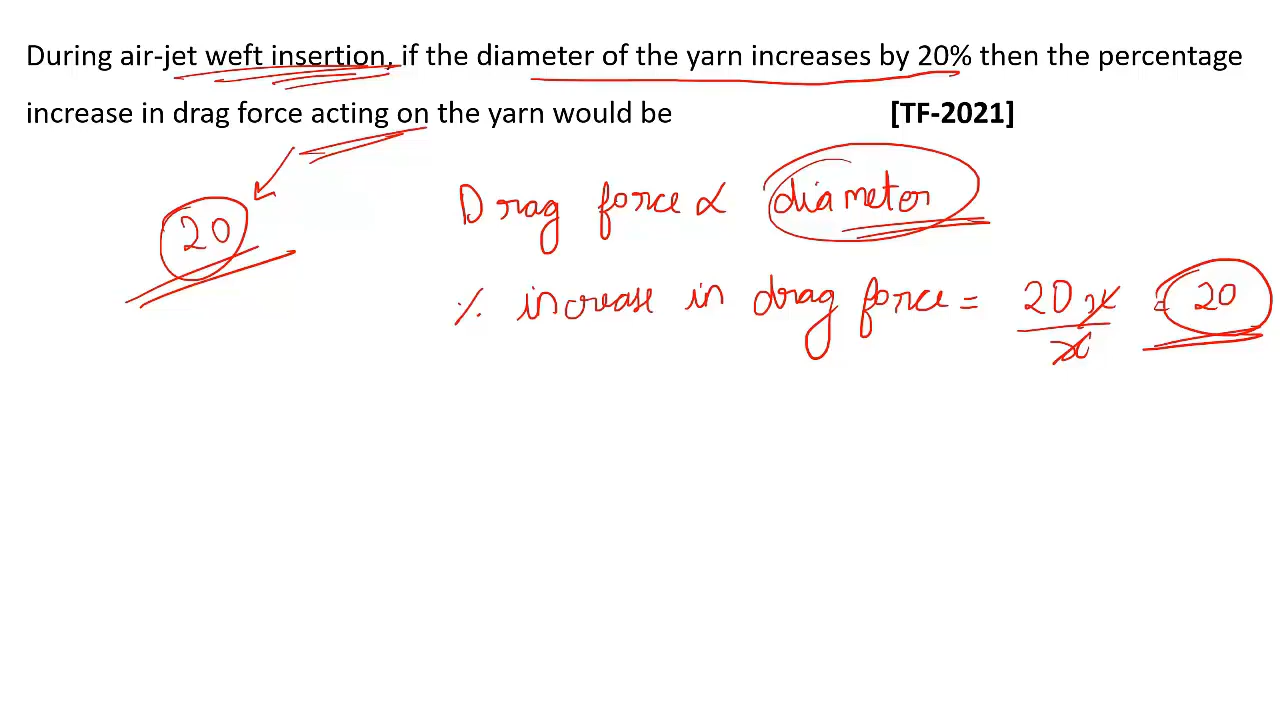 During air-jet weft insertion, if the diameter of the yarn increases by 20% then the percentage
increase in drag force acting on the yarn would be [TF-2021]
20
Drag force ∝ diametor
% increase in drag force = 20x/x = 20